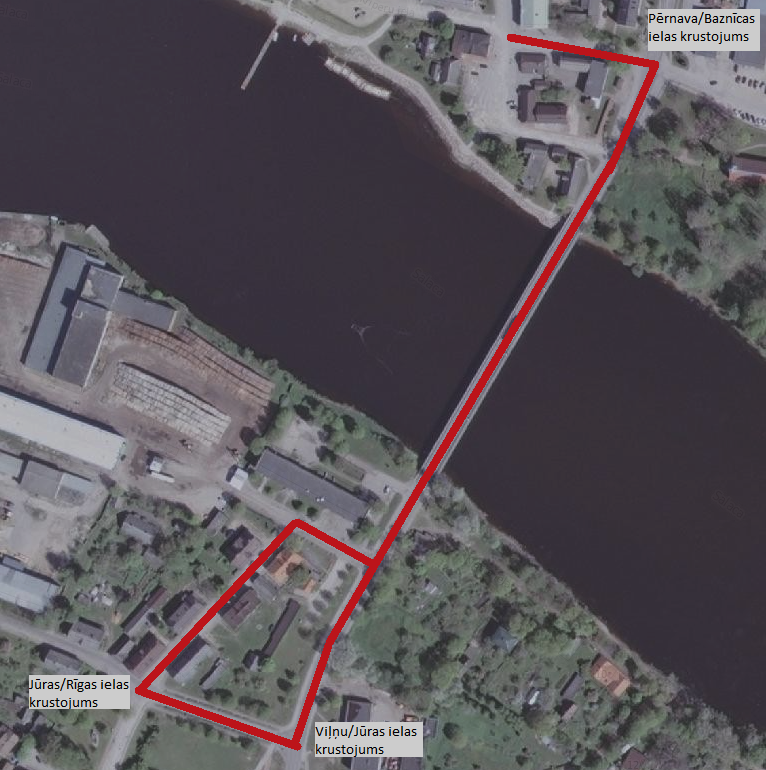 Pērnava/Baznīcas
ielas krustojums
Jūras/Rīgas ielas
krustojums
Viļņu/Jūras ielas
krustojums